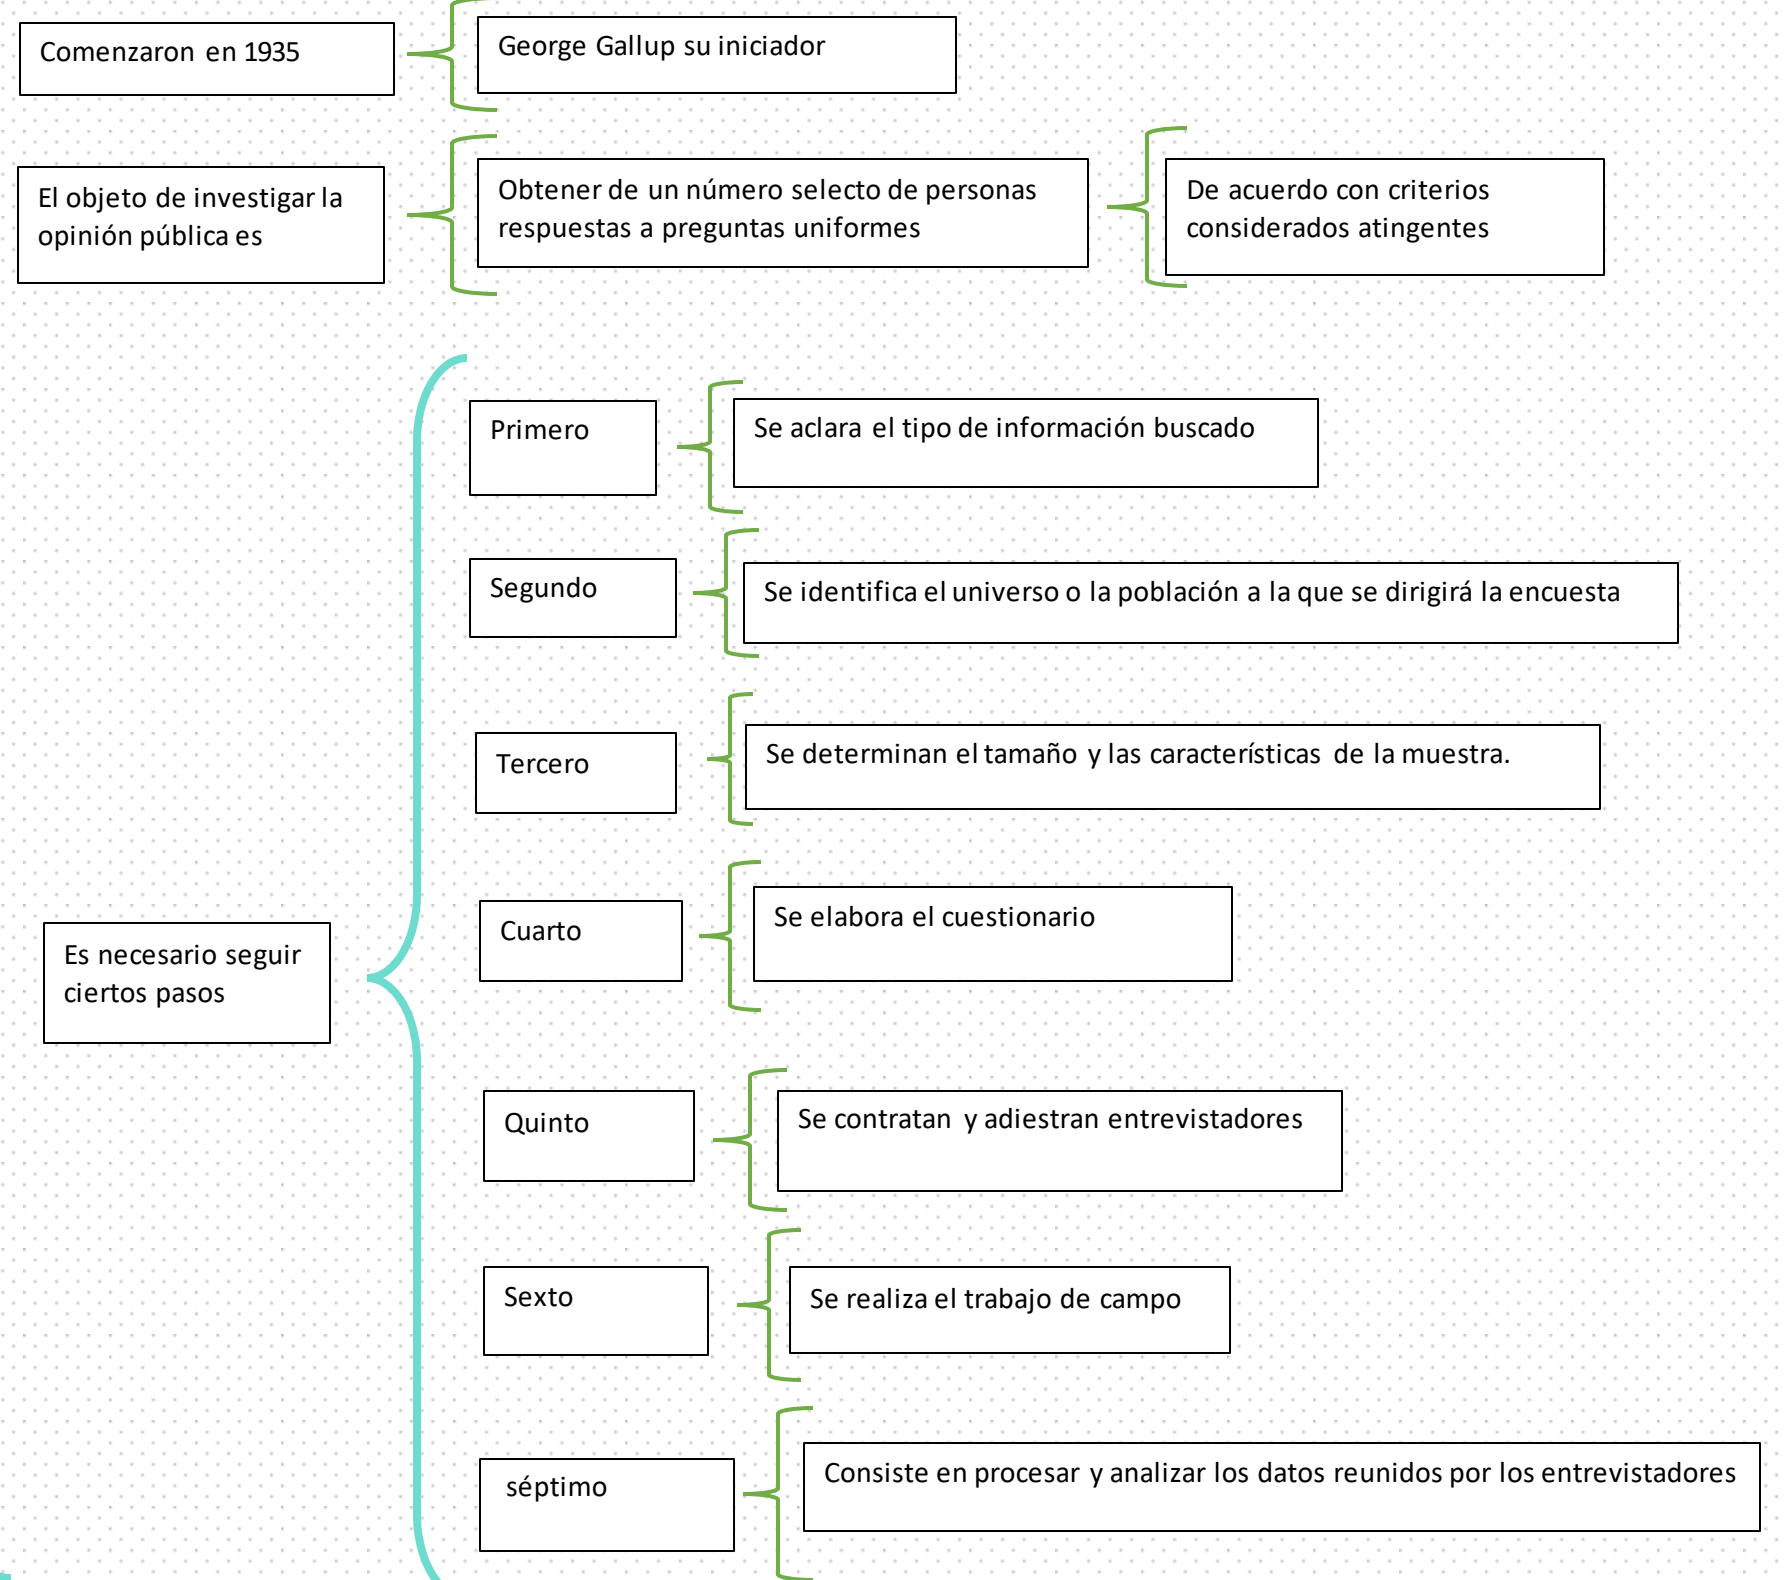 Comenzaron en 1935
George Gallup su iniciador
El objeto de investigar la
opinión pública es
Obtener de un número selecto de personas
respuestas a preguntas uniformes
De acuerdo con criterios
considerados atingentes
Es necesario seguir
ciertos pasos
Primero
Se aclara el tipo de información buscado
Segundo
Se identifica el universo o la población a la que se dirigirá la encuesta
Tercero
Se determinan el tamaño y las características de la muestra.
Cuarto
Se elabora el cuestionario
Quinto
Se contratan y adiestran entrevistadores
Sexto
Se realiza el trabajo de campo
séptimo
Consiste en procesar y analizar los datos reunidos por los entrevistadores